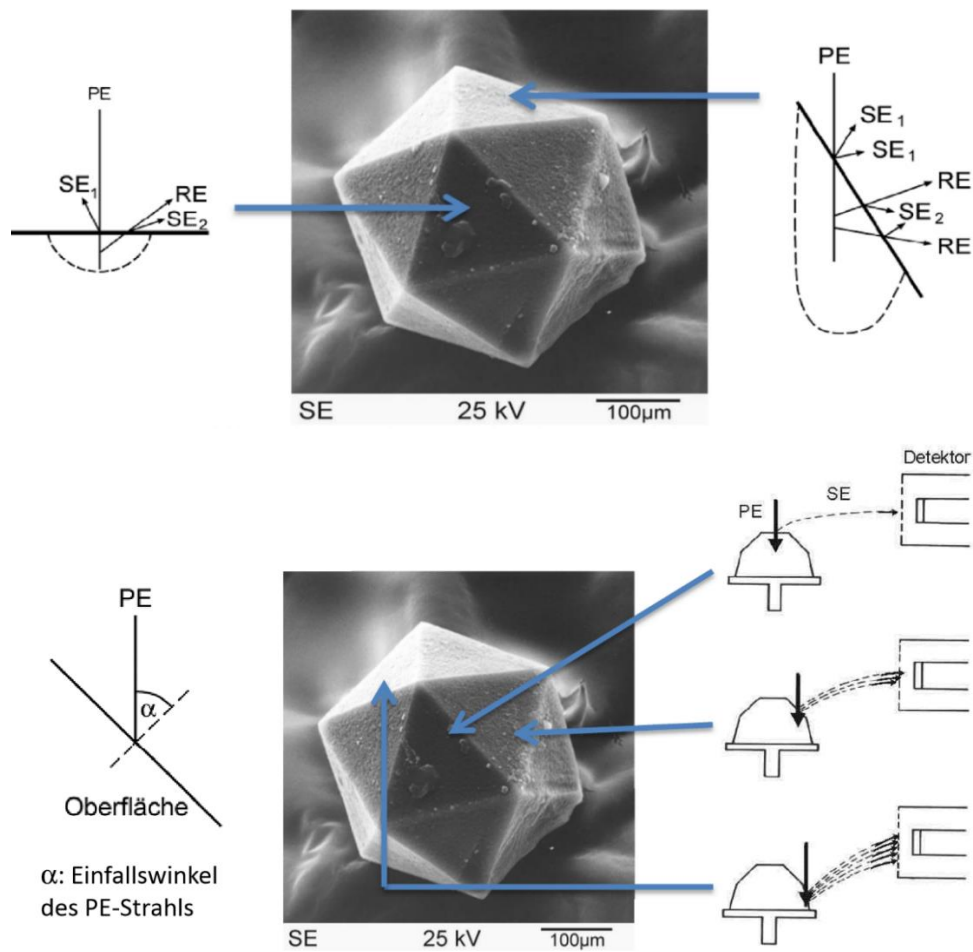 PE
SE1
RE
SE2
PE
SE1
SE1
RE
SE2
RE
SE 25 kV 100µm
Detektor
PE SE
PE
α
Oberfläche
α: Einfallswinkel
des PE-Strahls
SE 25 kV 100µm